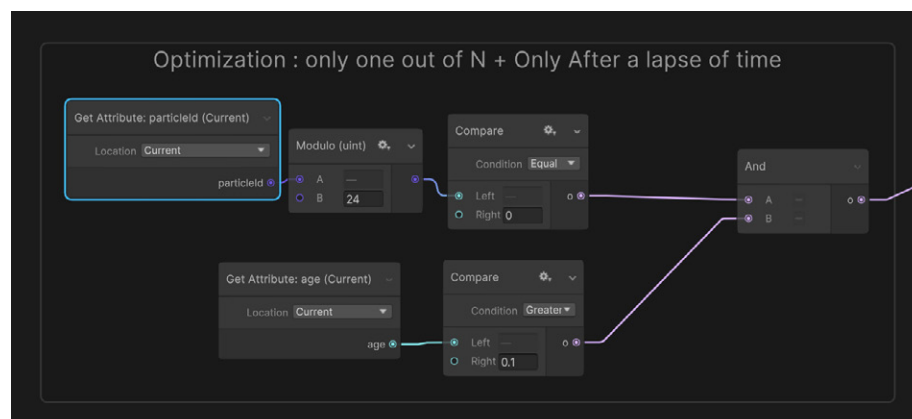 Optimization : only one out of N + Only After a lapse of time
Get Attribute: particleId (Current)
Location Current
particleId
Modulo (uint)
A
B 24
Compare
Condition Equal
Left
Right 0
o
And
A
B
o
Get Attribute: age (Current)
Location Current
age
Compare
Condition Greater
Left
Right 0.1
o